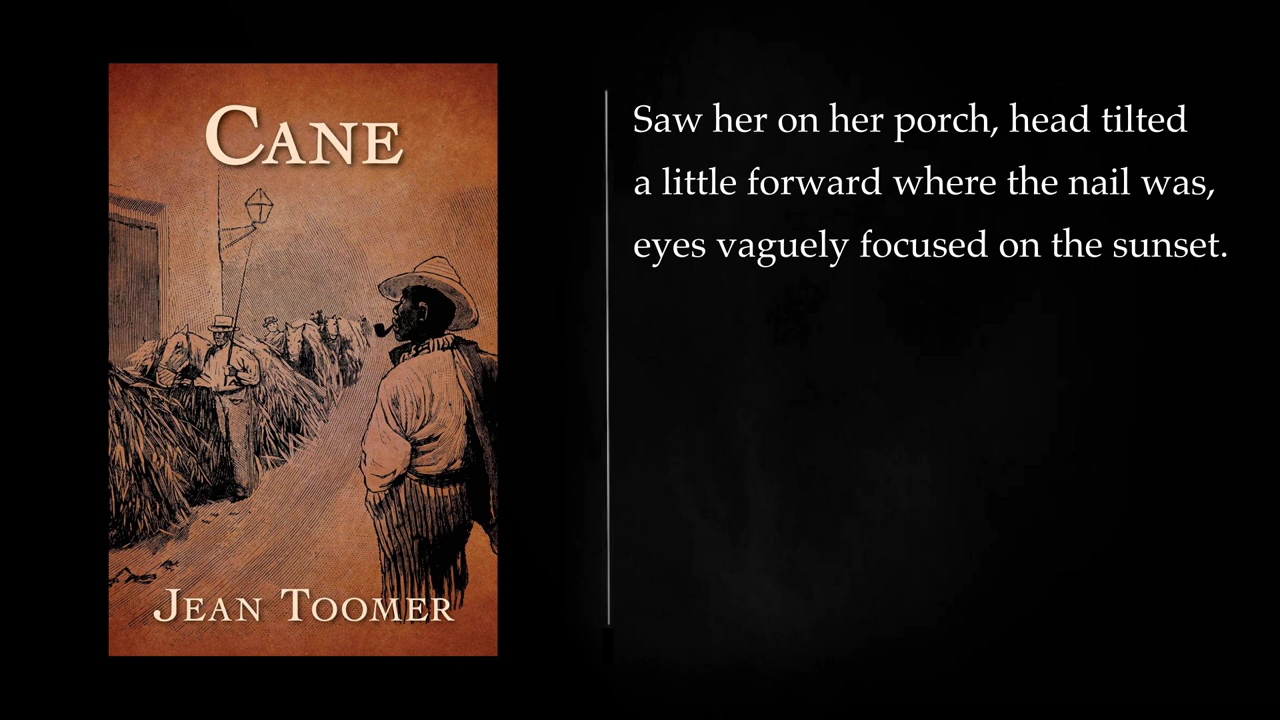 CANE
JEAN TOOMER
Saw her on her porch, head tilted
a little forward where the nail was,
eyes vaguely focused on the sunset.